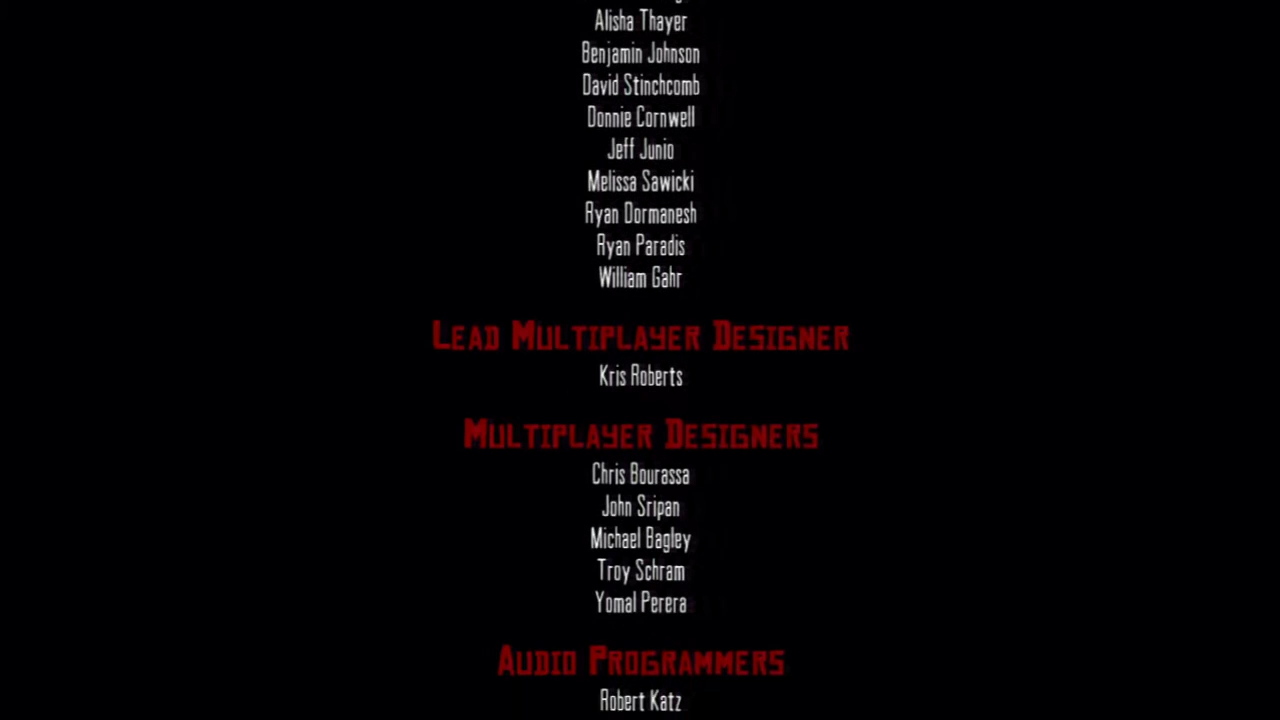 Alisha Thayer
Benjamin Johnson
David Stinchcomb
Donnie Cornwell
Jeff Junio
Melissa Sawicki
Ryan Dormanesh
Ryan Paradis
William Gahr
Lead Multiplayer Designer
Kris Roberts
Multiplayer Designers
Chris Bourassa
John Sripan
Michael Bagley
Troy Schram
Yomal Perera
Audio Programmers
Robert Katz